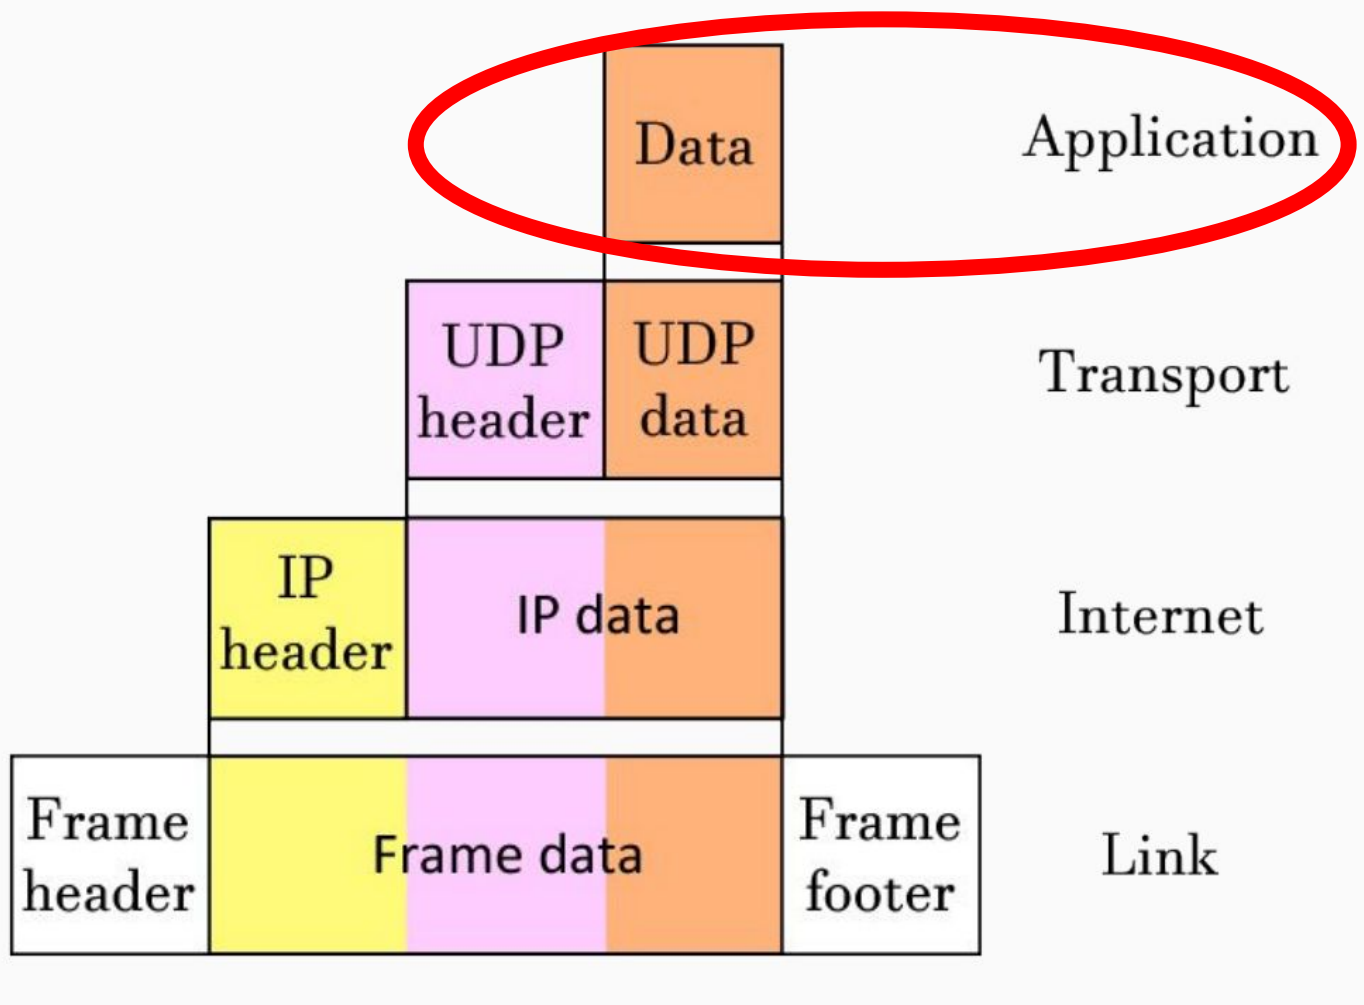 Data
Application
UDP
header
UDP
data
Transport
IP
header
IP data
Internet
Frame
header
Frame data
Frame
footer
Link